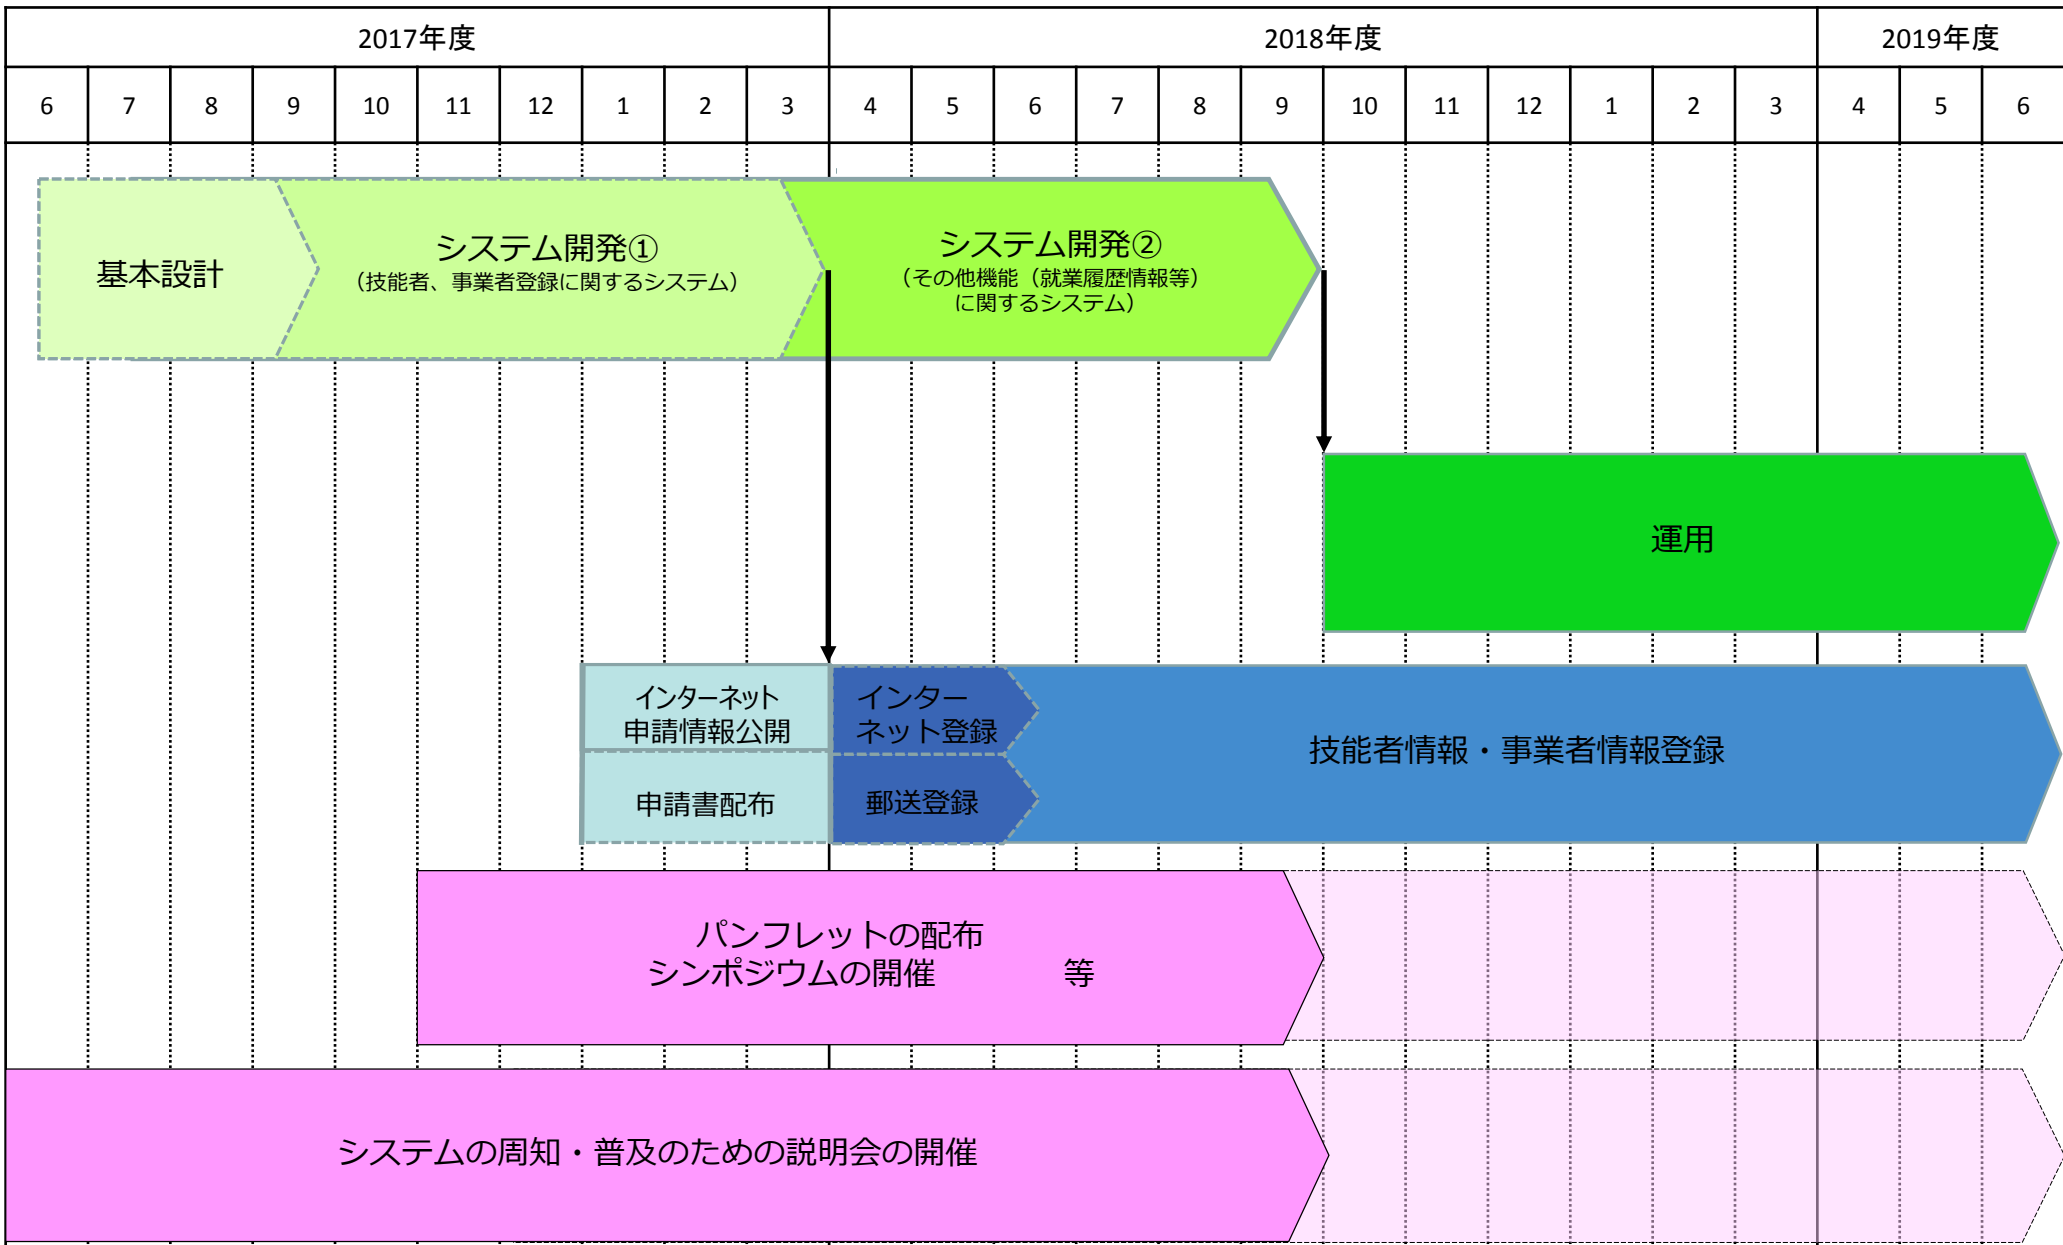 2017年度 2018年度 2019年度
6 7 8 9 10 11 12 1 2 3 4 5 6 7 8 9 10 11 12 1 2 3 4 5 6
基本設計
システム開発①
（技能者、事業者登録に関するシステム）
システム開発②
（その他機能（就業履歴情報等）
に関するシステム）
運用
インターネット
申請情報公開
インター
ネット登録
技能者情報・事業者情報登録
申請書配布
郵送登録
パンフレットの配布
シンポジウムの開催　　　　等
システムの周知・普及のための説明会の開催